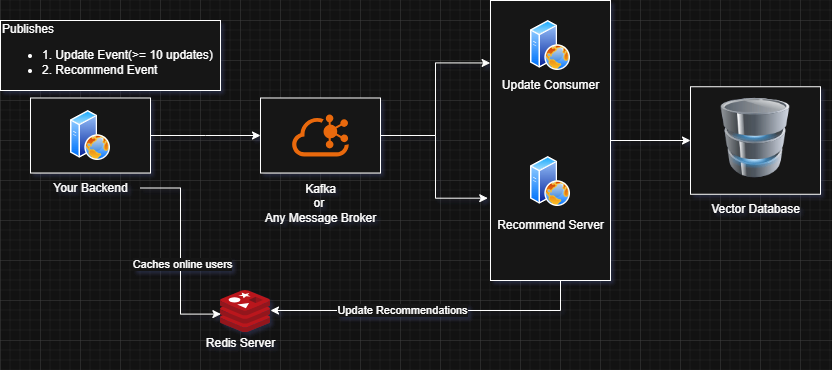 Publishes
1. Update Event(>= 10 updates)
2. Recommend Event
Your Backend
Kafka
or
Any Message Broker
Update Consumer
Recommend Server
Vector Database
Caches online users
Update Recommendations
Redis Server